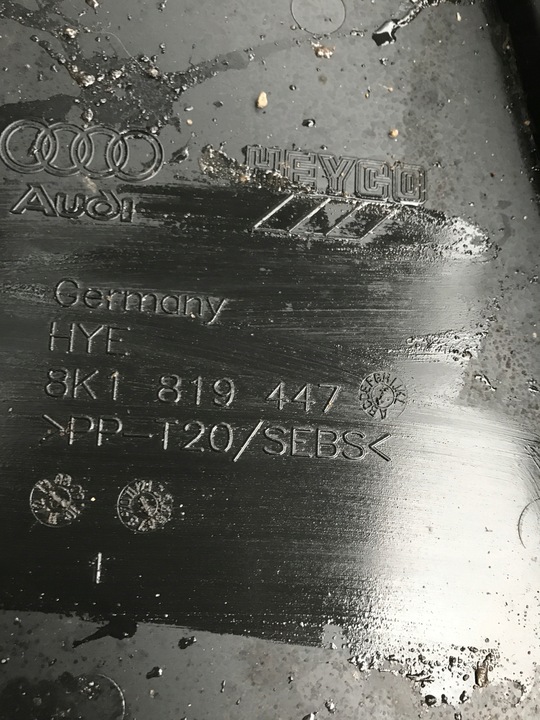 Audi
HEYCO
Germany
HYE
8K1 819 447
>PP-T20/SEBS<
1